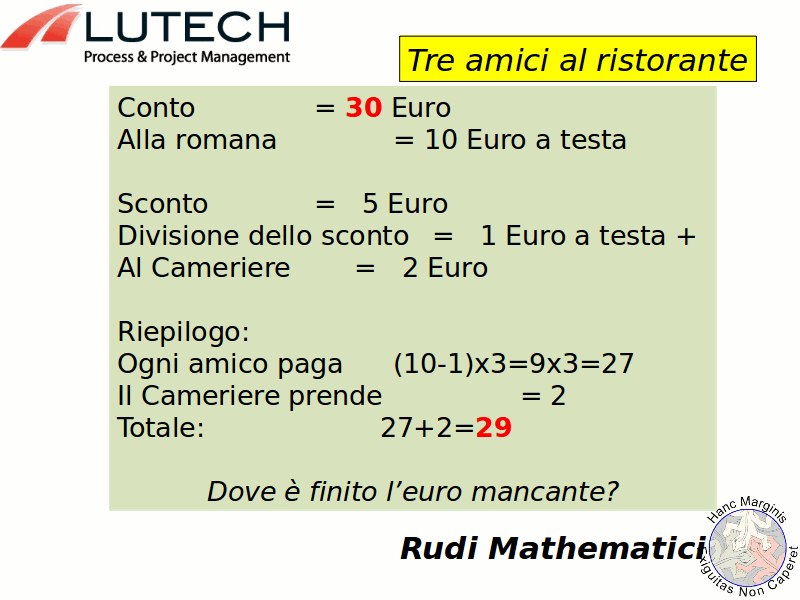 LUTECH
Process & Project Management
Tre amici al ristorante
Conto = 30 Euro
Alla romana = 10 Euro a testa
Sconto = 5 Euro
Divisione dello sconto = 1 Euro a testa +
Al Cameriere = 2 Euro
Riepilogo:
Ogni amico paga (10-1)x3=9x3=27
Il Cameriere prende = 2
Totale: 27+2=29
Dove è finito l’euro mancante?
Rudi Mathematici
Hanc Marginis
Exiguitas Non Caperet